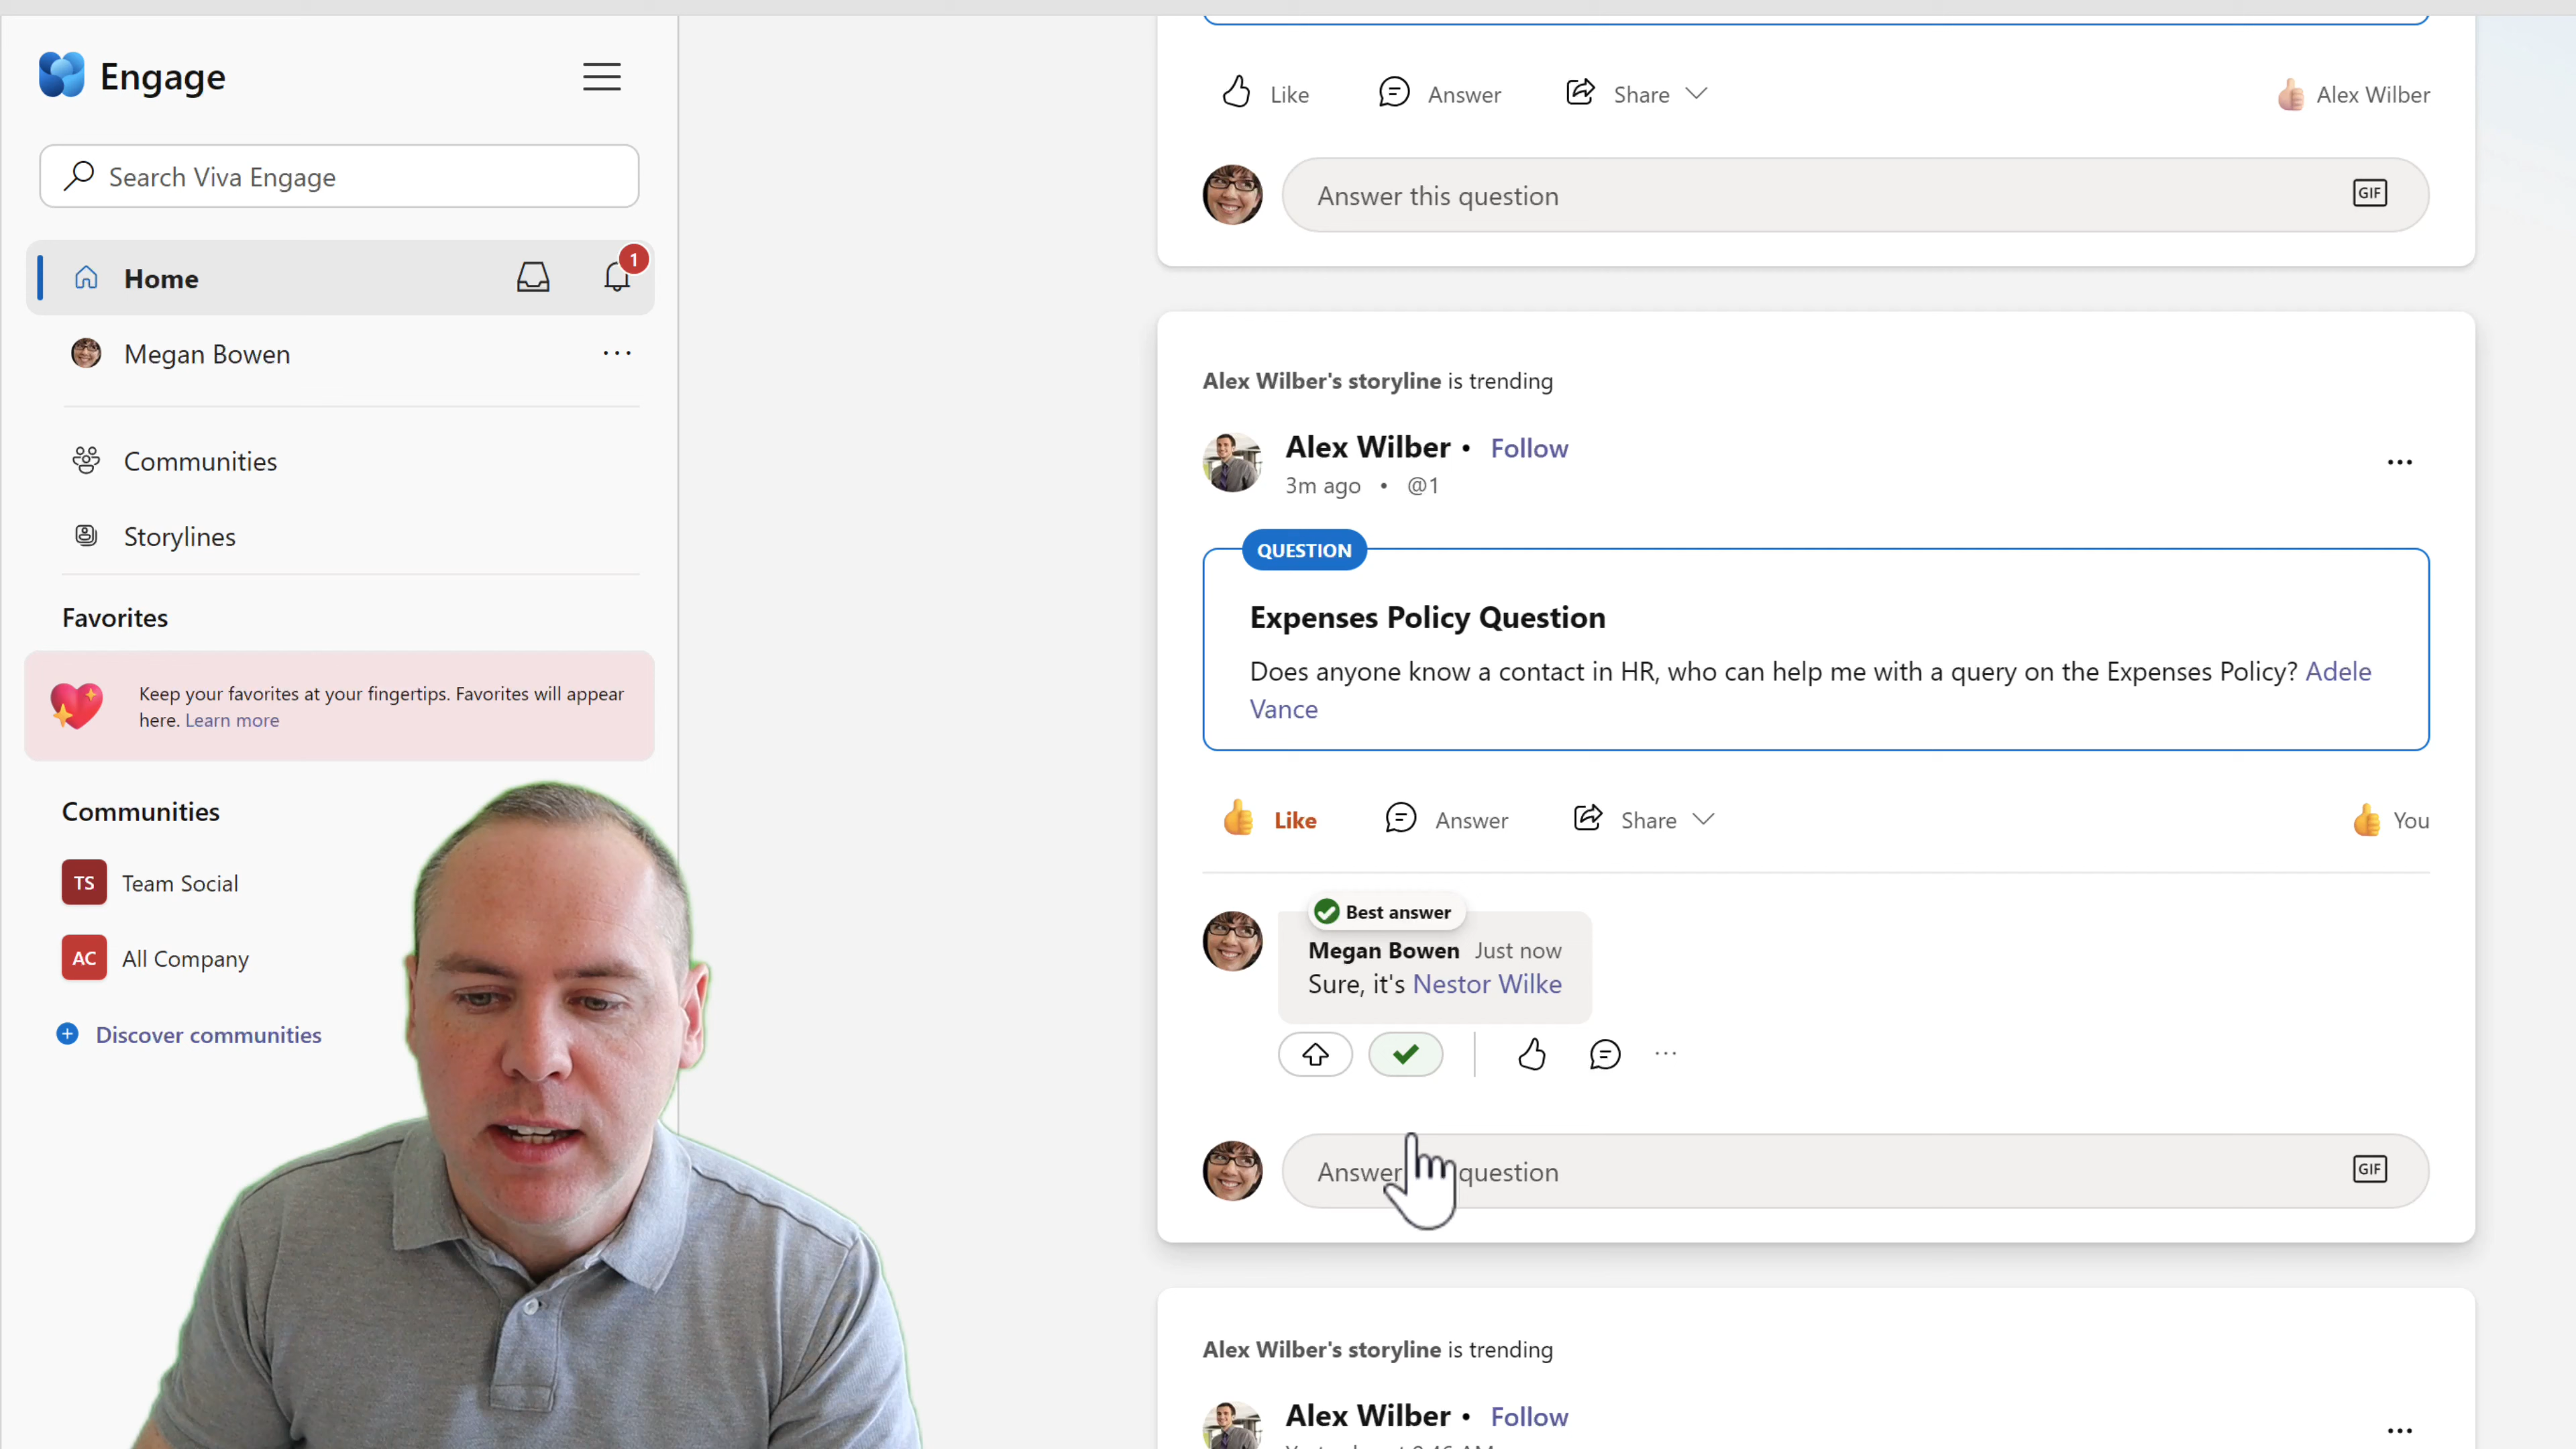 Engage
Search Viva Engage
Home
1
Megan Bowen
Communities
Storylines
Favorites
Keep your favorites at your fingertips. Favorites will appear
here. Learn more
Communities
TS Team Social
AC All Company
Discover communities
Like
Answer
Share
Alex Wilber
Answer this question
GIF
Alex Wilber's storyline is trending
Alex Wilber • Follow
3m ago • @1
QUESTION
Expenses Policy Question
Does anyone know a contact in HR, who can help me with a query on the Expenses Policy? Adele
Vance
Like
Answer
Share
You
Best answer
Megan Bowen Just now
Sure, it's Nestor Wilke
Answer question
GIF
Alex Wilber's storyline is trending
Alex Wilber • Follow